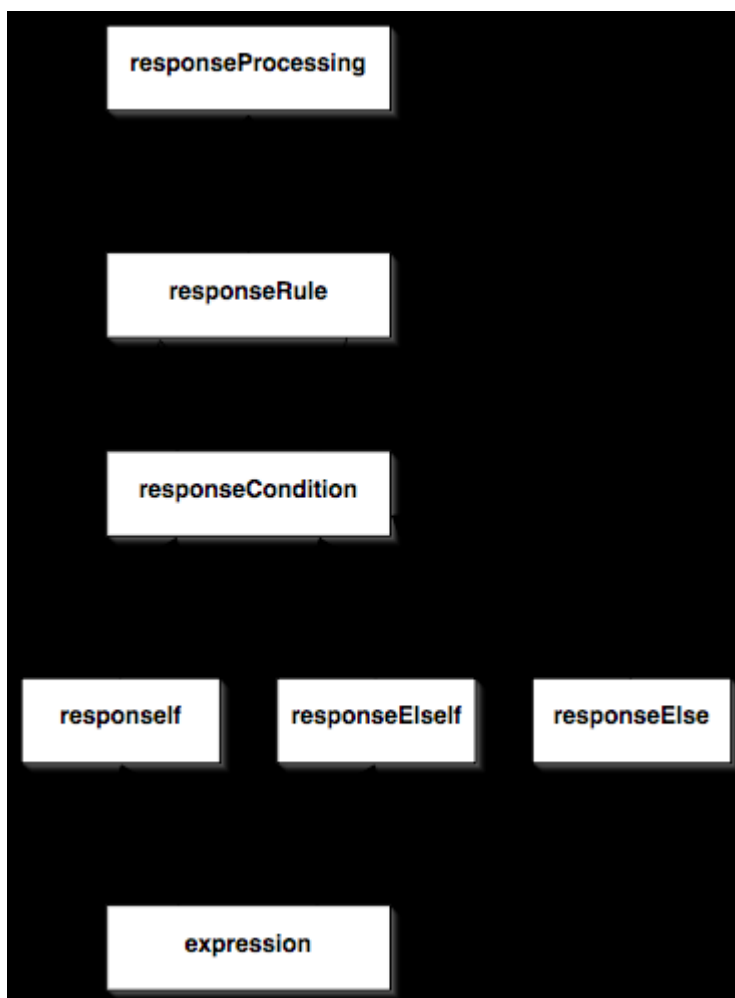 responseProcessing
responseRule
responseCondition
responseIf
responseElseIf
responseElse
expression